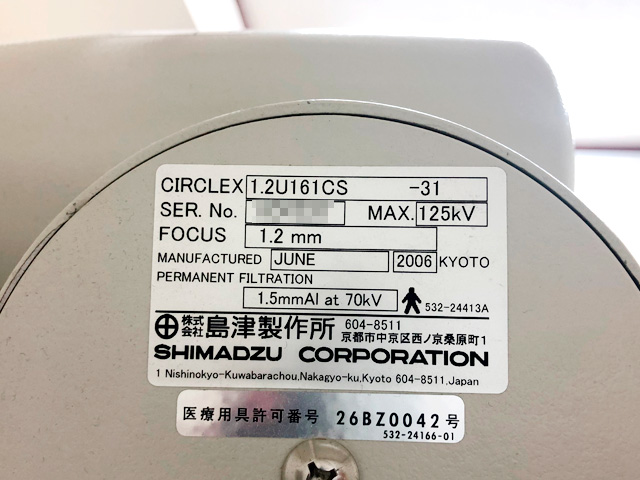 CIRCLEX 1.2U161CS -31
SER. No. MAX. 125kV
FOCUS 1.2 mm
MANUFACTURED JUNE 2006 KYOTO
PERMANENT FILTRATION
1.5mmAl at 70kV 532-24413A
株式会社 島津製作所 604-8511
京都市中京区西ノ京桑原町1
SHIMADZU CORPORATION
1 Nishinokyo-Kuwabarachou,Nakagyo-ku,Kyoto 604-8511,Japan
医療用具許可番号 26BZ0042号
532-24166-01